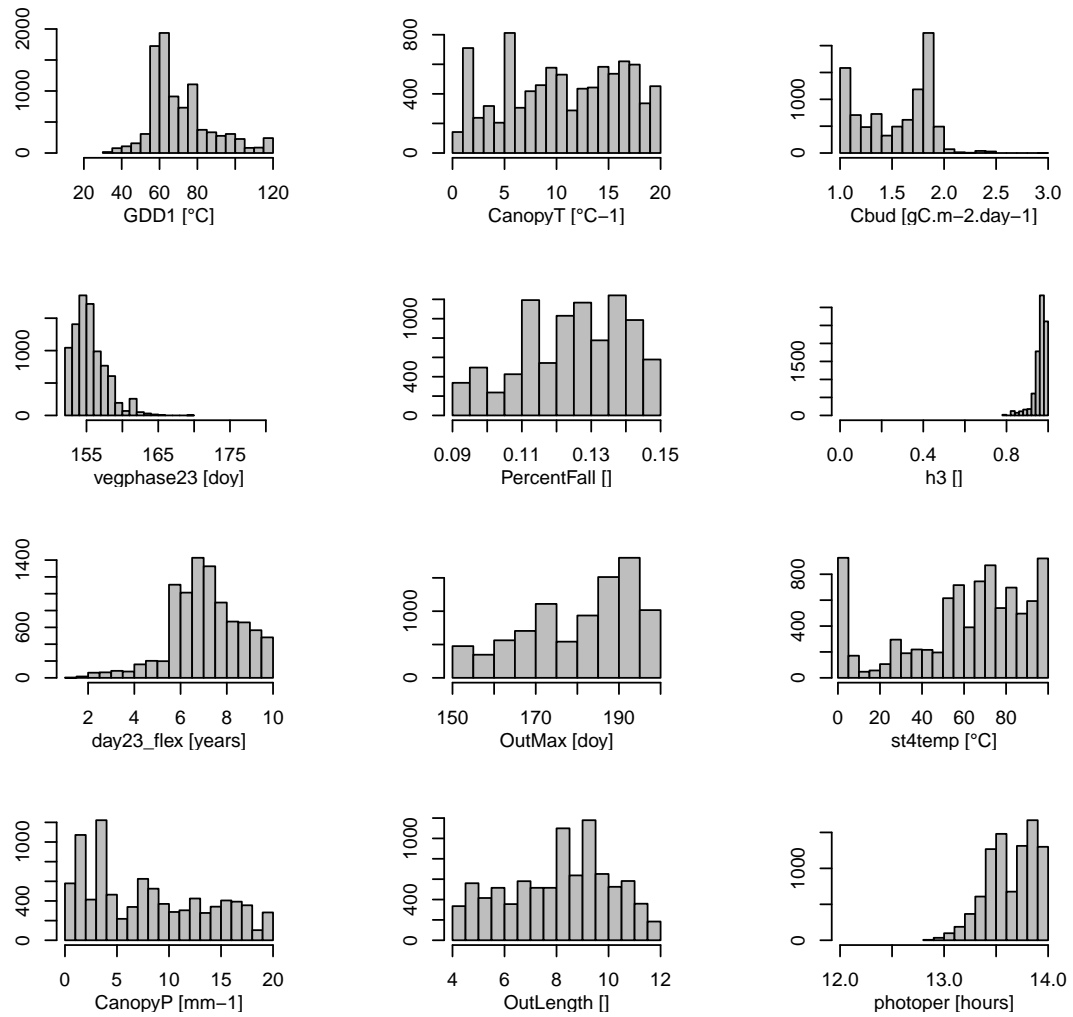 2000
1000
0
20 40 60 80 120
GDD1 [°C]
800
400
0
0 5 10 15 20
CanopyT [°C−1]
1000
0
1.0 1.5 2.0 2.5 3.0
Cbud [gC.m−2.day−1]
1000
0
155 165 175
vegphase23 [doy]
1000
400
0
0.09 0.11 0.13 0.15
PercentFall []
1500
0
0.0 0.4 0.8
h3 []
1400
600
0
2 4 6 8 10
day23_flex [years]
1000
0
150 170 190
OutMax [doy]
800
400
0
0 20 40 60 80
st4temp [°C]
1000
400
0
0 5 10 15 20
CanopyP [mm−1]
1000
400
0
4 6 8 10 12
OutLength []
1000
0
12.0 13.0 14.0
photoper [hours]